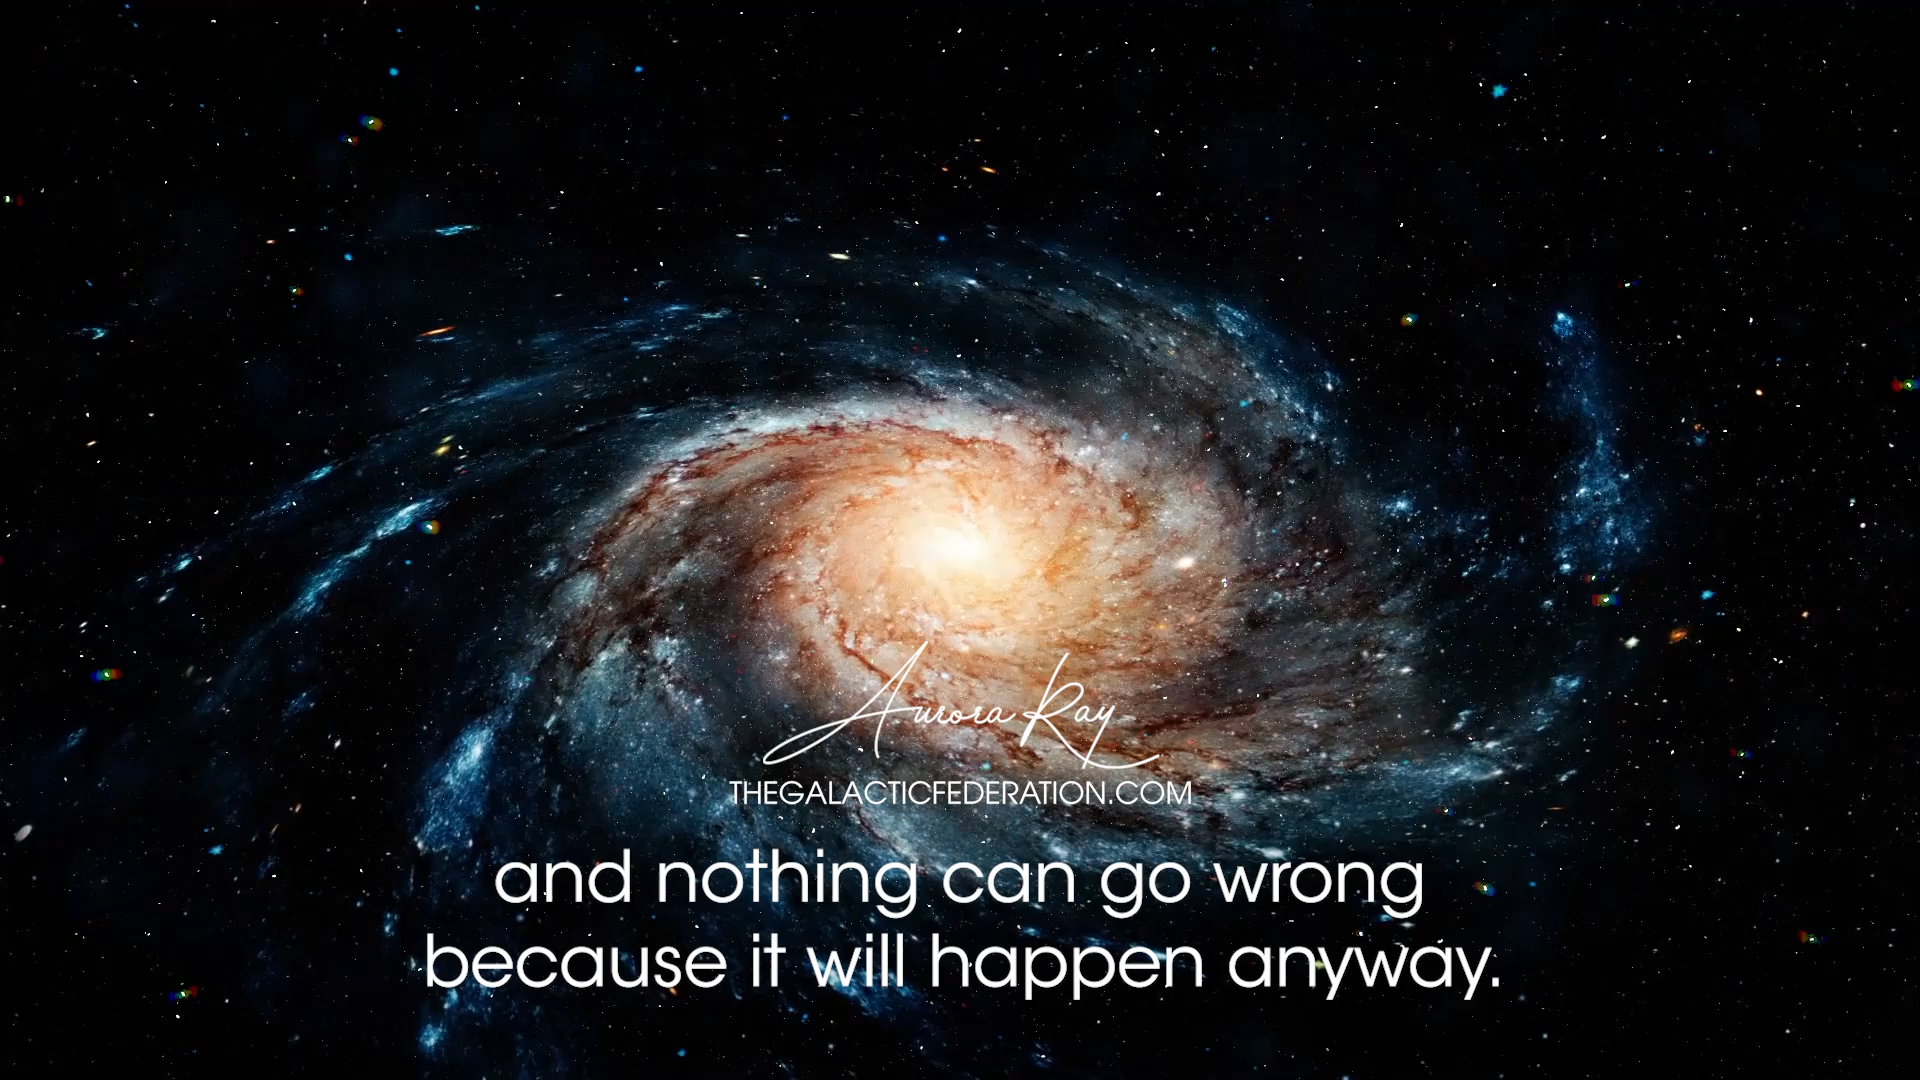 Aurora Ray
THEGALACTICFEDERATION.COM
and nothing can go wrong
because it will happen anyway.